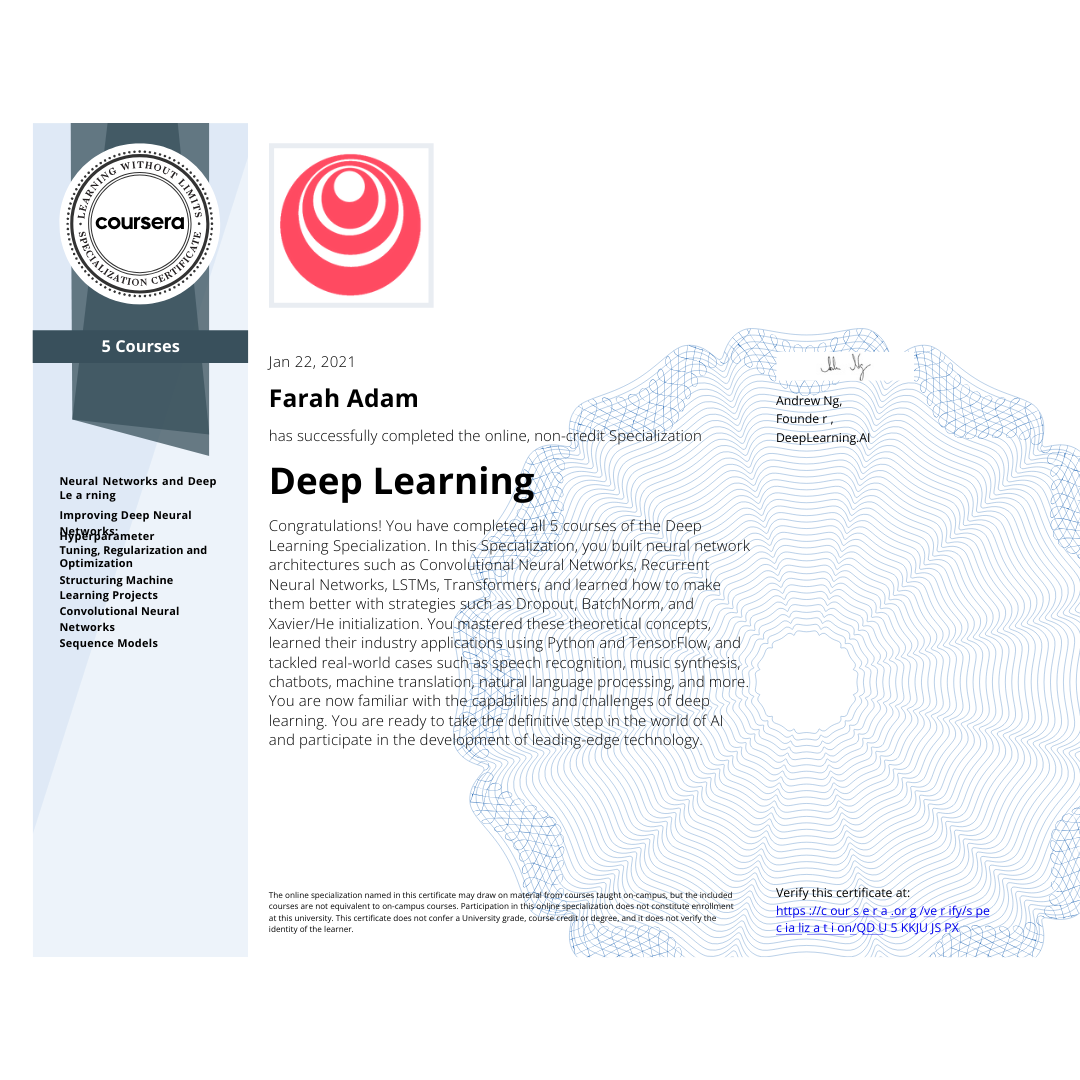 LEARNING WITHOUT LIMITS
coursera
SPECIALIZATION CERTIFICATE
5 Courses
Neural Networks and Deep
Le a rning
Improving Deep Neural
Networks:
Hyperparameter
Tuning, Regularization and
Optimization
Structuring Machine
Learning Projects
Convolutional Neural
Networks
Sequence Models
Jan 22, 2021
Farah Adam
has successfully completed the online, non-credit Specialization
Deep Learning
Congratulations! You have completed all 5 courses of the Deep
Learning Specialization. In this Specialization, you built neural network
architectures such as Convolutional Neural Networks, Recurrent
Neural Networks, LSTMs, Transformers, and learned how to make
them better with strategies such as Dropout, BatchNorm, and
Xavier/He initialization. You mastered these theoretical concepts,
learned their industry applications using Python and TensorFlow, and
tackled real-world cases such as speech recognition, music synthesis,
chatbots, machine translation, natural language processing, and more.
You are now familiar with the capabilities and challenges of deep
learning. You are ready to take the definitive step in the world of AI
and participate in the development of leading-edge technology.
Andrew Ng,
Founde r ,
DeepLearning.AI
The online specialization named in this certificate may draw on material from courses taught on-campus, but the included
courses are not equivalent to on-campus courses. Participation in this online specialization does not constitute enrollment
at this university. This certificate does not confer a University grade, course credit or degree, and it does not verify the
identity of the learner.
Verify this certificate at:
https ://c our s e r a .or g /ve r ify/s pe
c ia liz a t i on/QD U 5 KKJU JS PX